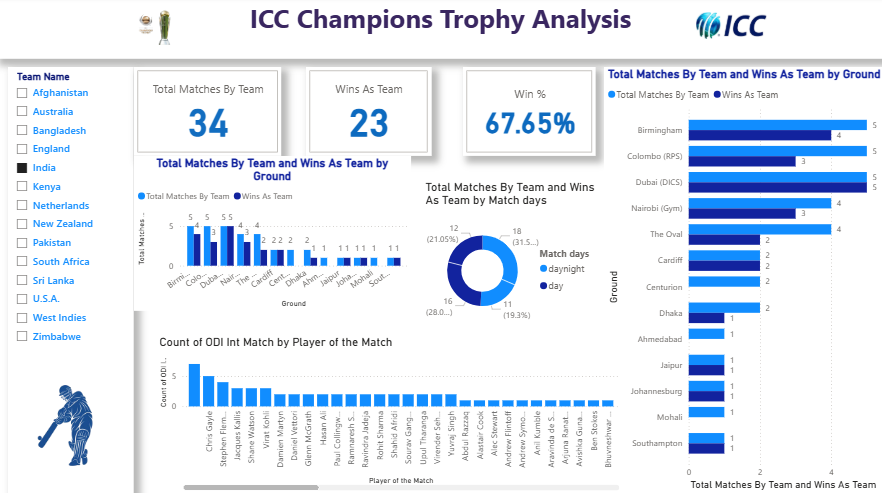 ICC Champions Trophy Analysis
ICC
Team Name
Afghanistan
Australia
Bangladesh
England
India
Kenya
Netherlands
New Zealand
Pakistan
South Africa
Sri Lanka
U.S.A.
West Indies
Zimbabwe
Total Matches By Team
34
Wins As Team
23
Win %
67.65%
Total Matches By Team and Wins As Team by
Ground
Total Matches By Team Wins As Team
Total Matches ...
5
0
5 4 5 3 5 5 4 3 4 2 2 2 2 2 1 1 1 1 1 1 1 1 1
Birmi... Colo... Duba... Nair... The ... Cardiff Cent... Dhaka Ahm... Jaipur Joha... Mohali Sout...
Ground
Total Matches By Team and Wins
As Team by Match days
12
(21.05%)
18
(31.5...)
16
(28.0...)
11
(19.3%)
Match days
daynight
day
Total Matches By Team and Wins As Team by Ground
Total Matches By Team Wins As Team
Ground
Birmingham 5 4
Colombo (RPS) 5 3
Dubai (DICS) 5 5
Nairobi (Gym) 4 3
The Oval 4 2
Cardiff 2 2
Centurion 2
Dhaka 2 1
Ahmedabad 1
Jaipur 1 1
Johannesburg 1 1
Mohali 1
Southampton 1 1
0 2 4
Total Matches By Team and Wins As Team
Count of ODI Int Match by Player of the Match
Count of ODI I...
5
0
Chris Gayle
Stephen Flem...
Jacques Kallis
Shane Watson
Virat Kohli
Damien Martyn
Daniel Vettori
Glenn McGrath
Hasan Ali
Paul Collingw...
Ramnaresh S...
Ravindra Jadeja
Rohit Sharma
Shahid Afridi
Sourav Gang...
Upul Tharanga
Virender Seh...
Yuvraj Singh
Abdul Razzaq
Alastair Cook
Alec Stewart
Andrew Flintoff
Andrew Symo...
Anil Kumble
Aravinda de S...
Arjuna Ranat...
Avishka Guna...
Ben Stokes
Bhuvneshwar ...
Player of the Match